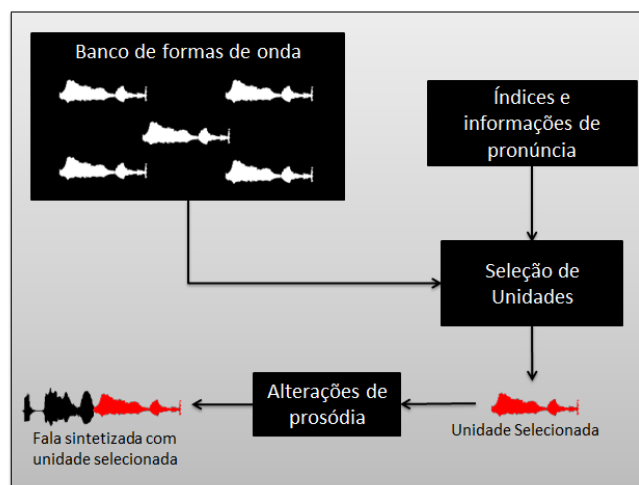 Banco de formas de onda
Índices e
informações de
pronúncia
Seleção de
Unidades
Alterações de
prosódia
Unidade Selecionada
Fala sintetizada com
unidade selecionada